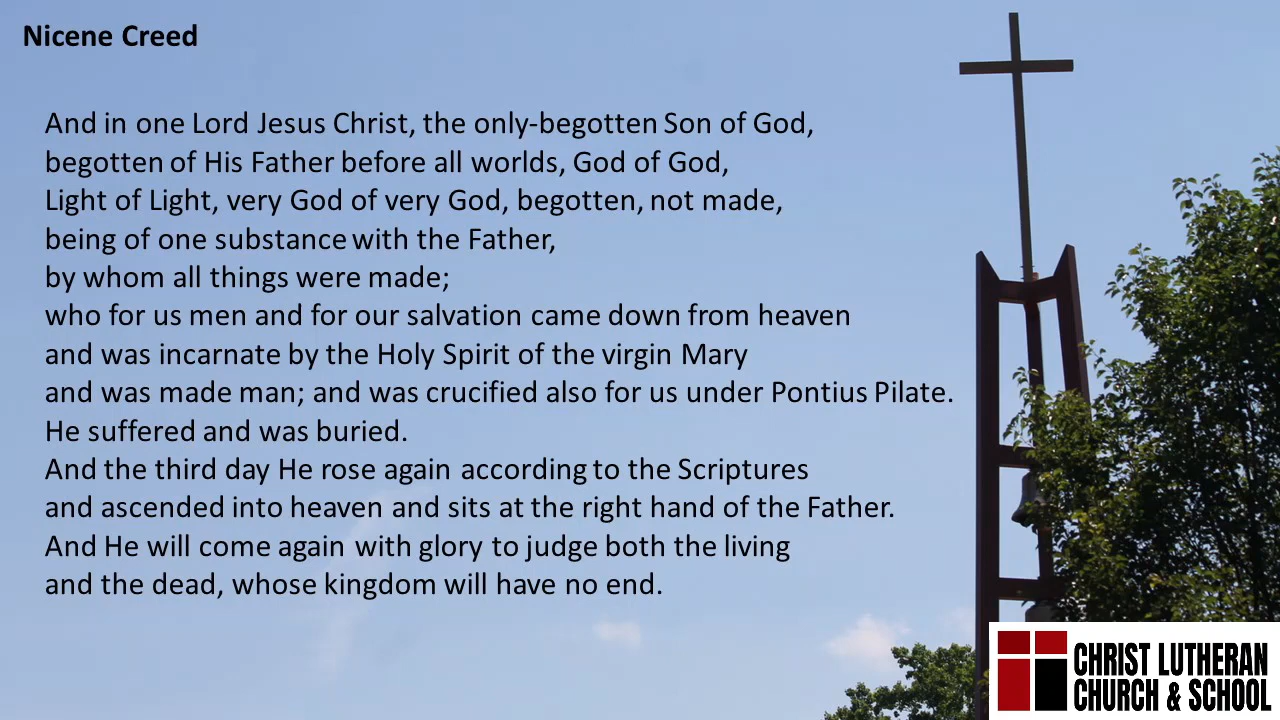 Nicene Creed
And in one Lord Jesus Christ, the only-begotten Son of God,
begotten of His Father before all worlds, God of God,
Light of Light, very God of very God, begotten, not made,
being of one substance with the Father,
by whom all things were made;
who for us men and for our salvation came down from heaven
and was incarnate by the Holy Spirit of the virgin Mary
and was made man; and was crucified also for us under Pontius Pilate.
He suffered and was buried.
And the third day He rose again according to the Scriptures
and ascended into heaven and sits at the right hand of the Father.
And He will come again with glory to judge both the living
and the dead, whose kingdom will have no end.
CHRIST LUTHERAN
CHURCH & SCHOOL